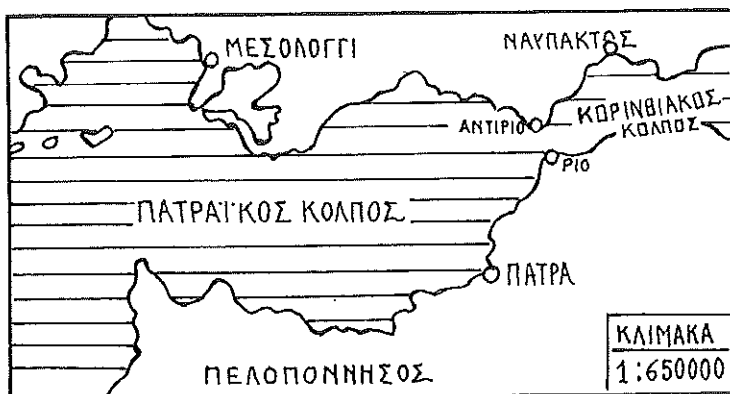 ΜΕΣΟΛΟΓΓΙ
ΝΑΥΠΑΚΤΟΣ
ΑΝΤΙΡΙΟ
ΚΟΡΙΝΘΙΑΚΟΣ
ΚΟΛΠΟΣ
ΡΙΟ
ΠΑΤΡΑΪΚΟΣ ΚΟΛΠΟΣ
ΠΑΤΡΑ
ΠΕΛΟΠΟΝΝΗΣΟΣ
ΚΛΙΜΑΚΑ
1:650000